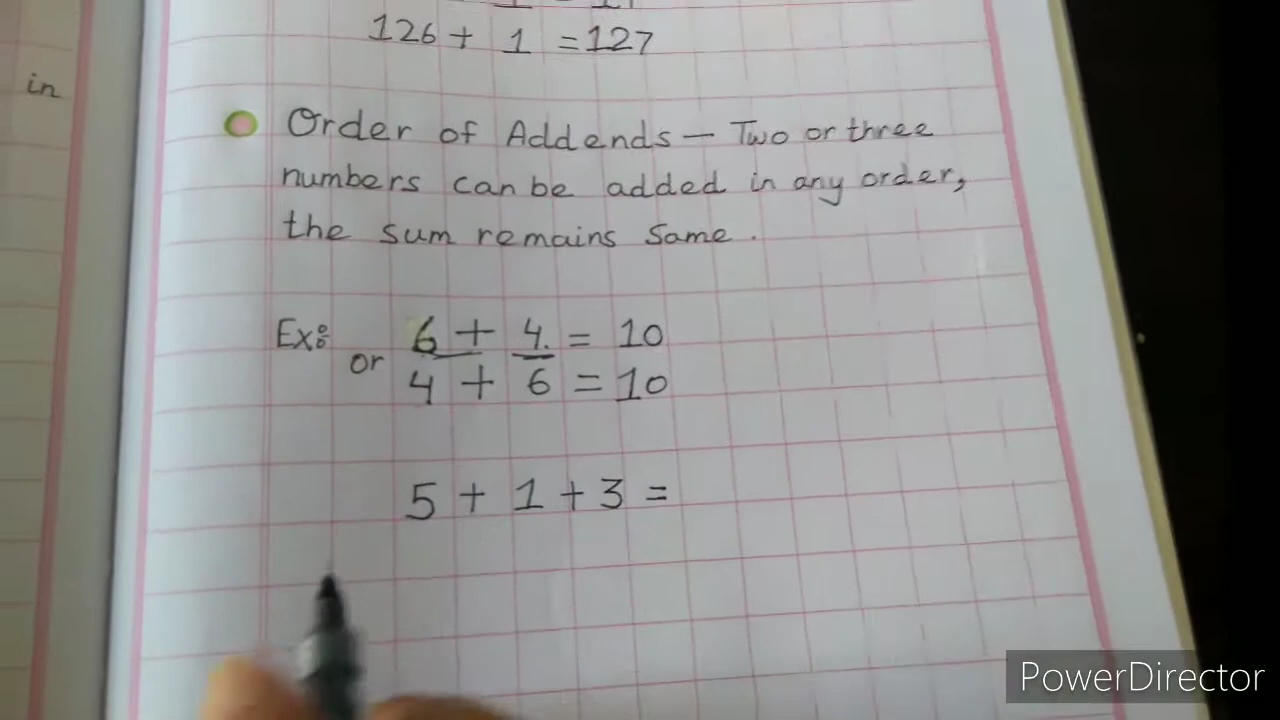 126 + 1 = 127
in
Order of Addends — Two or three
numbers can be added in any order,
the sum remains same.
Ex: 6 + 4 = 10
or 4 + 6 = 10
5 + 1 + 3 =
PowerDirector